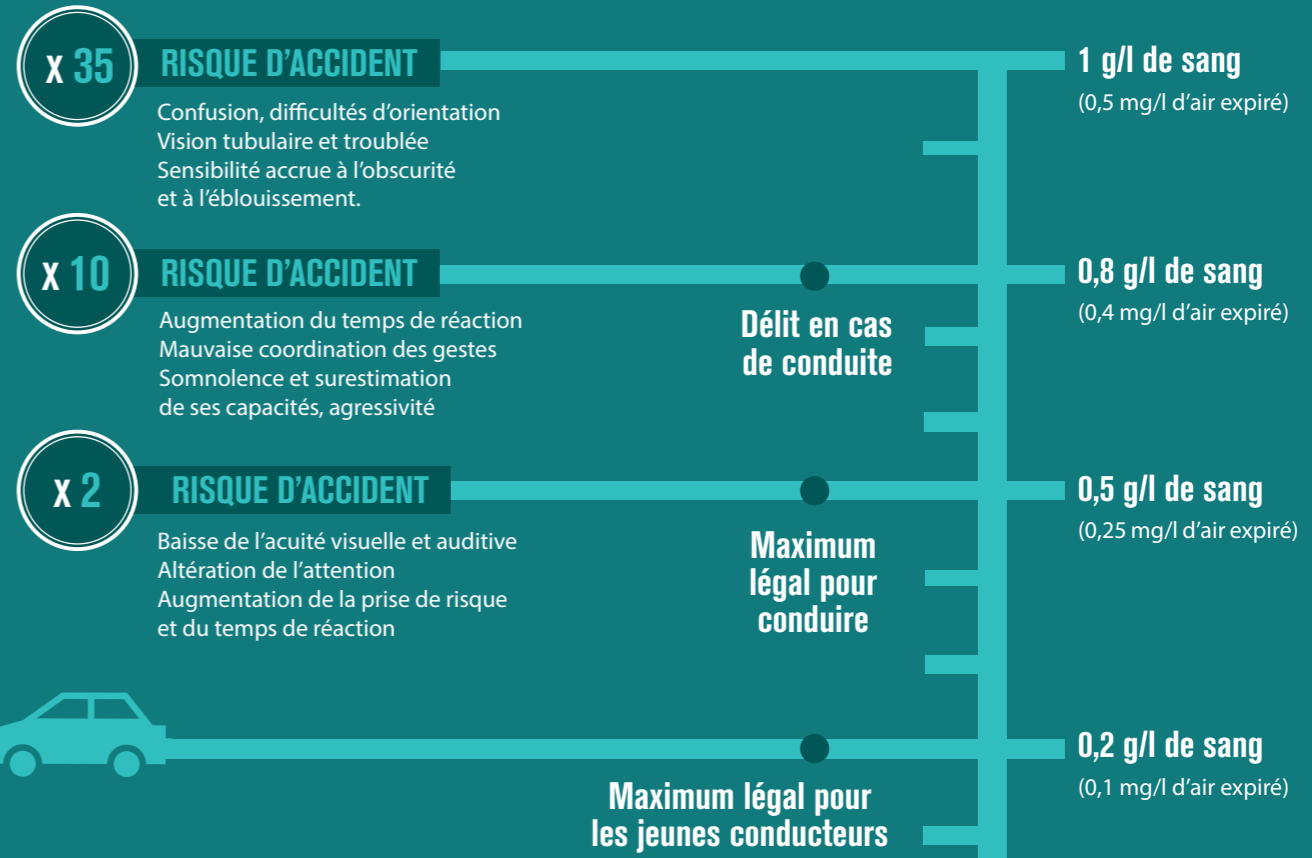 x 35
RISQUE D'ACCIDENT
Confusion, difficultés d'orientation
Vision tubulaire et troublée
Sensibilité accrue à l'obscurité
et à l'éblouissement.
1 g/l de sang
(0,5 mg/l d'air expiré)
x 10
RISQUE D'ACCIDENT
Augmentation du temps de réaction
Mauvaise coordination des gestes
Somnolence et surestimation
de ses capacités, agressivité
Délit en cas
de conduite
0,8 g/l de sang
(0,4 mg/l d'air expiré)
x 2
RISQUE D'ACCIDENT
Baisse de l'acuité visuelle et auditive
Altération de l'attention
Augmentation de la prise de risque
et du temps de réaction
Maximum
légal pour
conduire
0,5 g/l de sang
(0,25 mg/l d'air expiré)
Maximum légal pour
les jeunes conducteurs
0,2 g/l de sang
(0,1 mg/l d'air expiré)